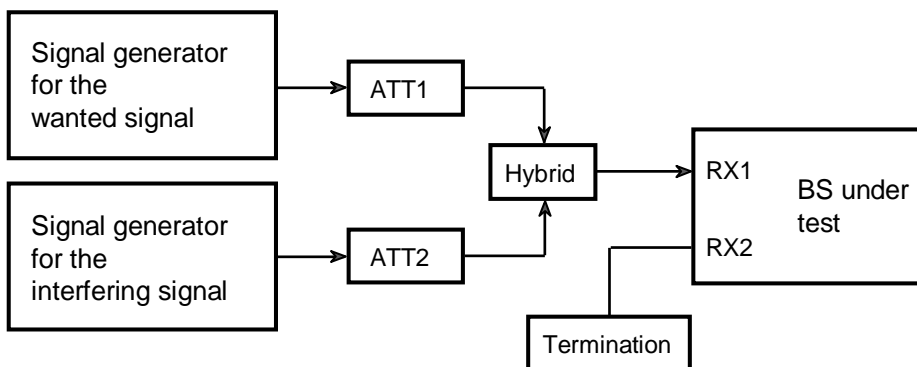 Signal generator
for the
wanted signal
ATT1
Hybrid
RX1
BS under
test
RX2
Signal generator
for the
interfering signal
ATT2
Termination